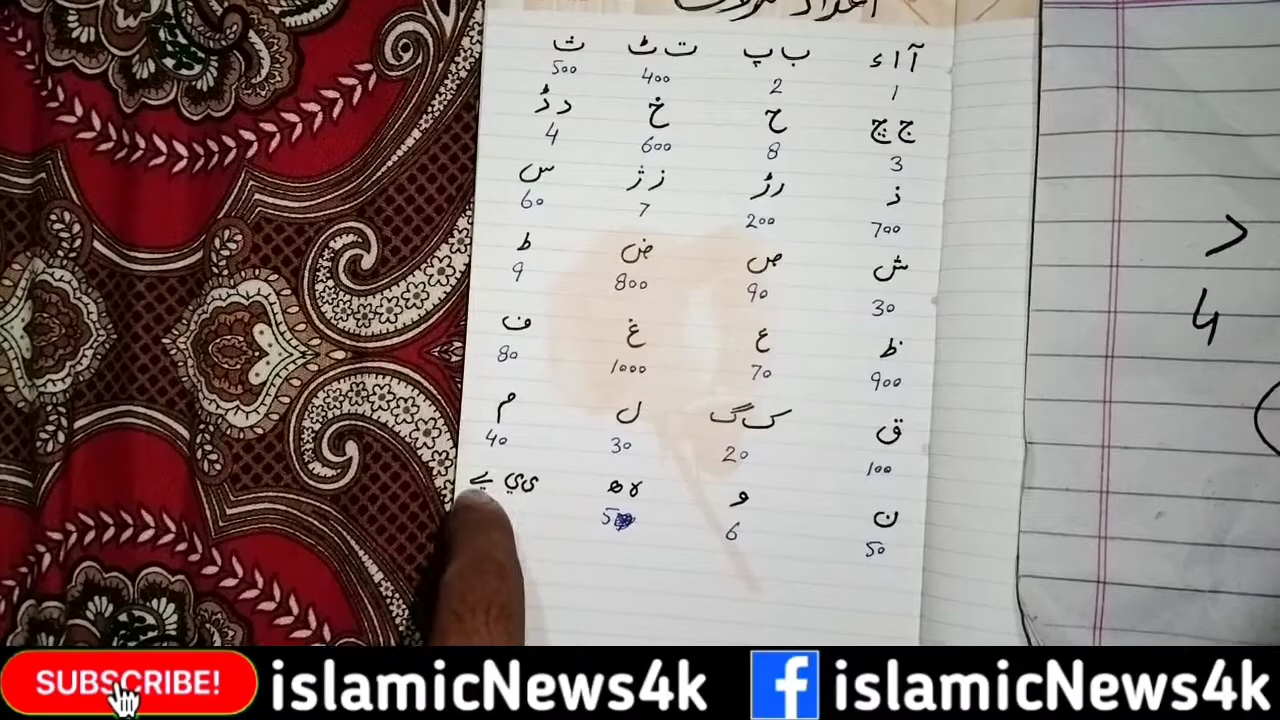 آ ا ء ب پ ت ٹ ث
1 2 400 500
ج چ ح خ د ڈ
3 8 600 4
ذ ر ڑ ز ژ س
700 200 7 60
ش ص ض ط
30 90 800 9
ظ ع غ ف
900 70 1000 80
ق ک گ ل م
100 20 30 40
ن و ہ ھ ی ي ے
50 6 5
>
4
SUBSCRIBE! islamicNews4k f islamicNews4k